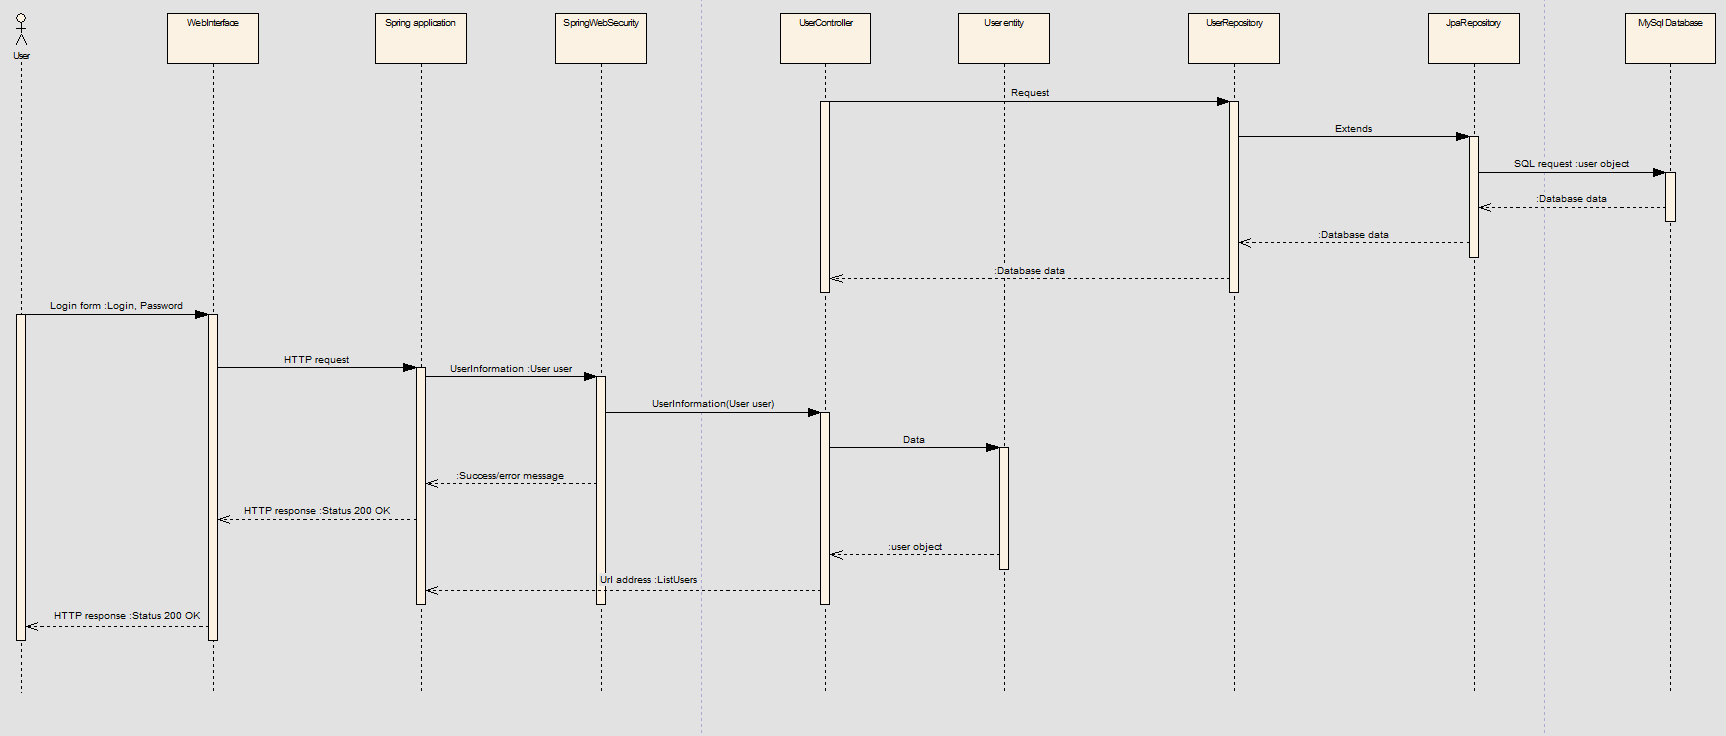 WebInterface
Spring application
SpringWebSecurity
UserController
User entity
UserRepository
JpaRepository
MySql Database
User
Request
Extends
SQL request :user object
:Database data
:Database data
:Database data
Login form :Login, Password
HTTP request
UserInformation :User user
UserInformation(User user)
Data
:Success/error message
HTTP response :Status 200 OK
:user object
Url address :ListUsers
HTTP response :Status 200 OK